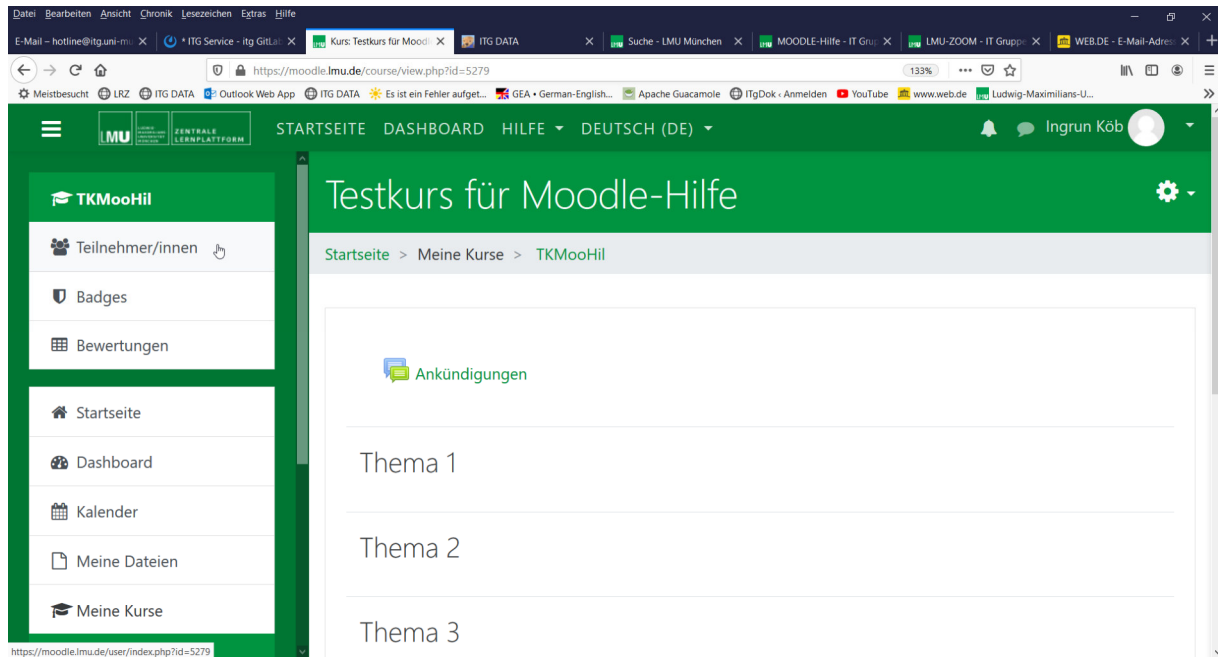 Datei Bearbeiten Ansicht Chronik Lesezeichen Extras Hilfe
E-Mail – hotline@itg.uni-mu * ITG Service - itg GitLab Kurs: Testkurs für Moodle ITG DATA Suche - LMU München MOODLE-Hilfe - IT Grup LMU-ZOOM - IT Gruppe WEB.DE - E-Mail-Adress
https://moodle.lmu.de/course/view.php?id=5279 133%
Meistbesucht LRZ ITG DATA Outlook Web App ITG DATA Es ist ein Fehler aufget... GEA • German-English... Apache Guacamole ITgDok ‹ Anmelden YouTube www.web.de Ludwig-Maximilians-U...
LMU ZENTRALE LERNPLATTFORM STARTSEITE DASHBOARD HILFE DEUTSCH (DE) Ingrun Köb
TKMooHil
Teilnehmer/innen
Badges
Bewertungen
Startseite
Dashboard
Kalender
Meine Dateien
Meine Kurse
https://moodle.lmu.de/user/index.php?id=5279
Testkurs für Moodle-Hilfe
Startseite > Meine Kurse > TKMooHil
Ankündigungen
Thema 1
Thema 2
Thema 3